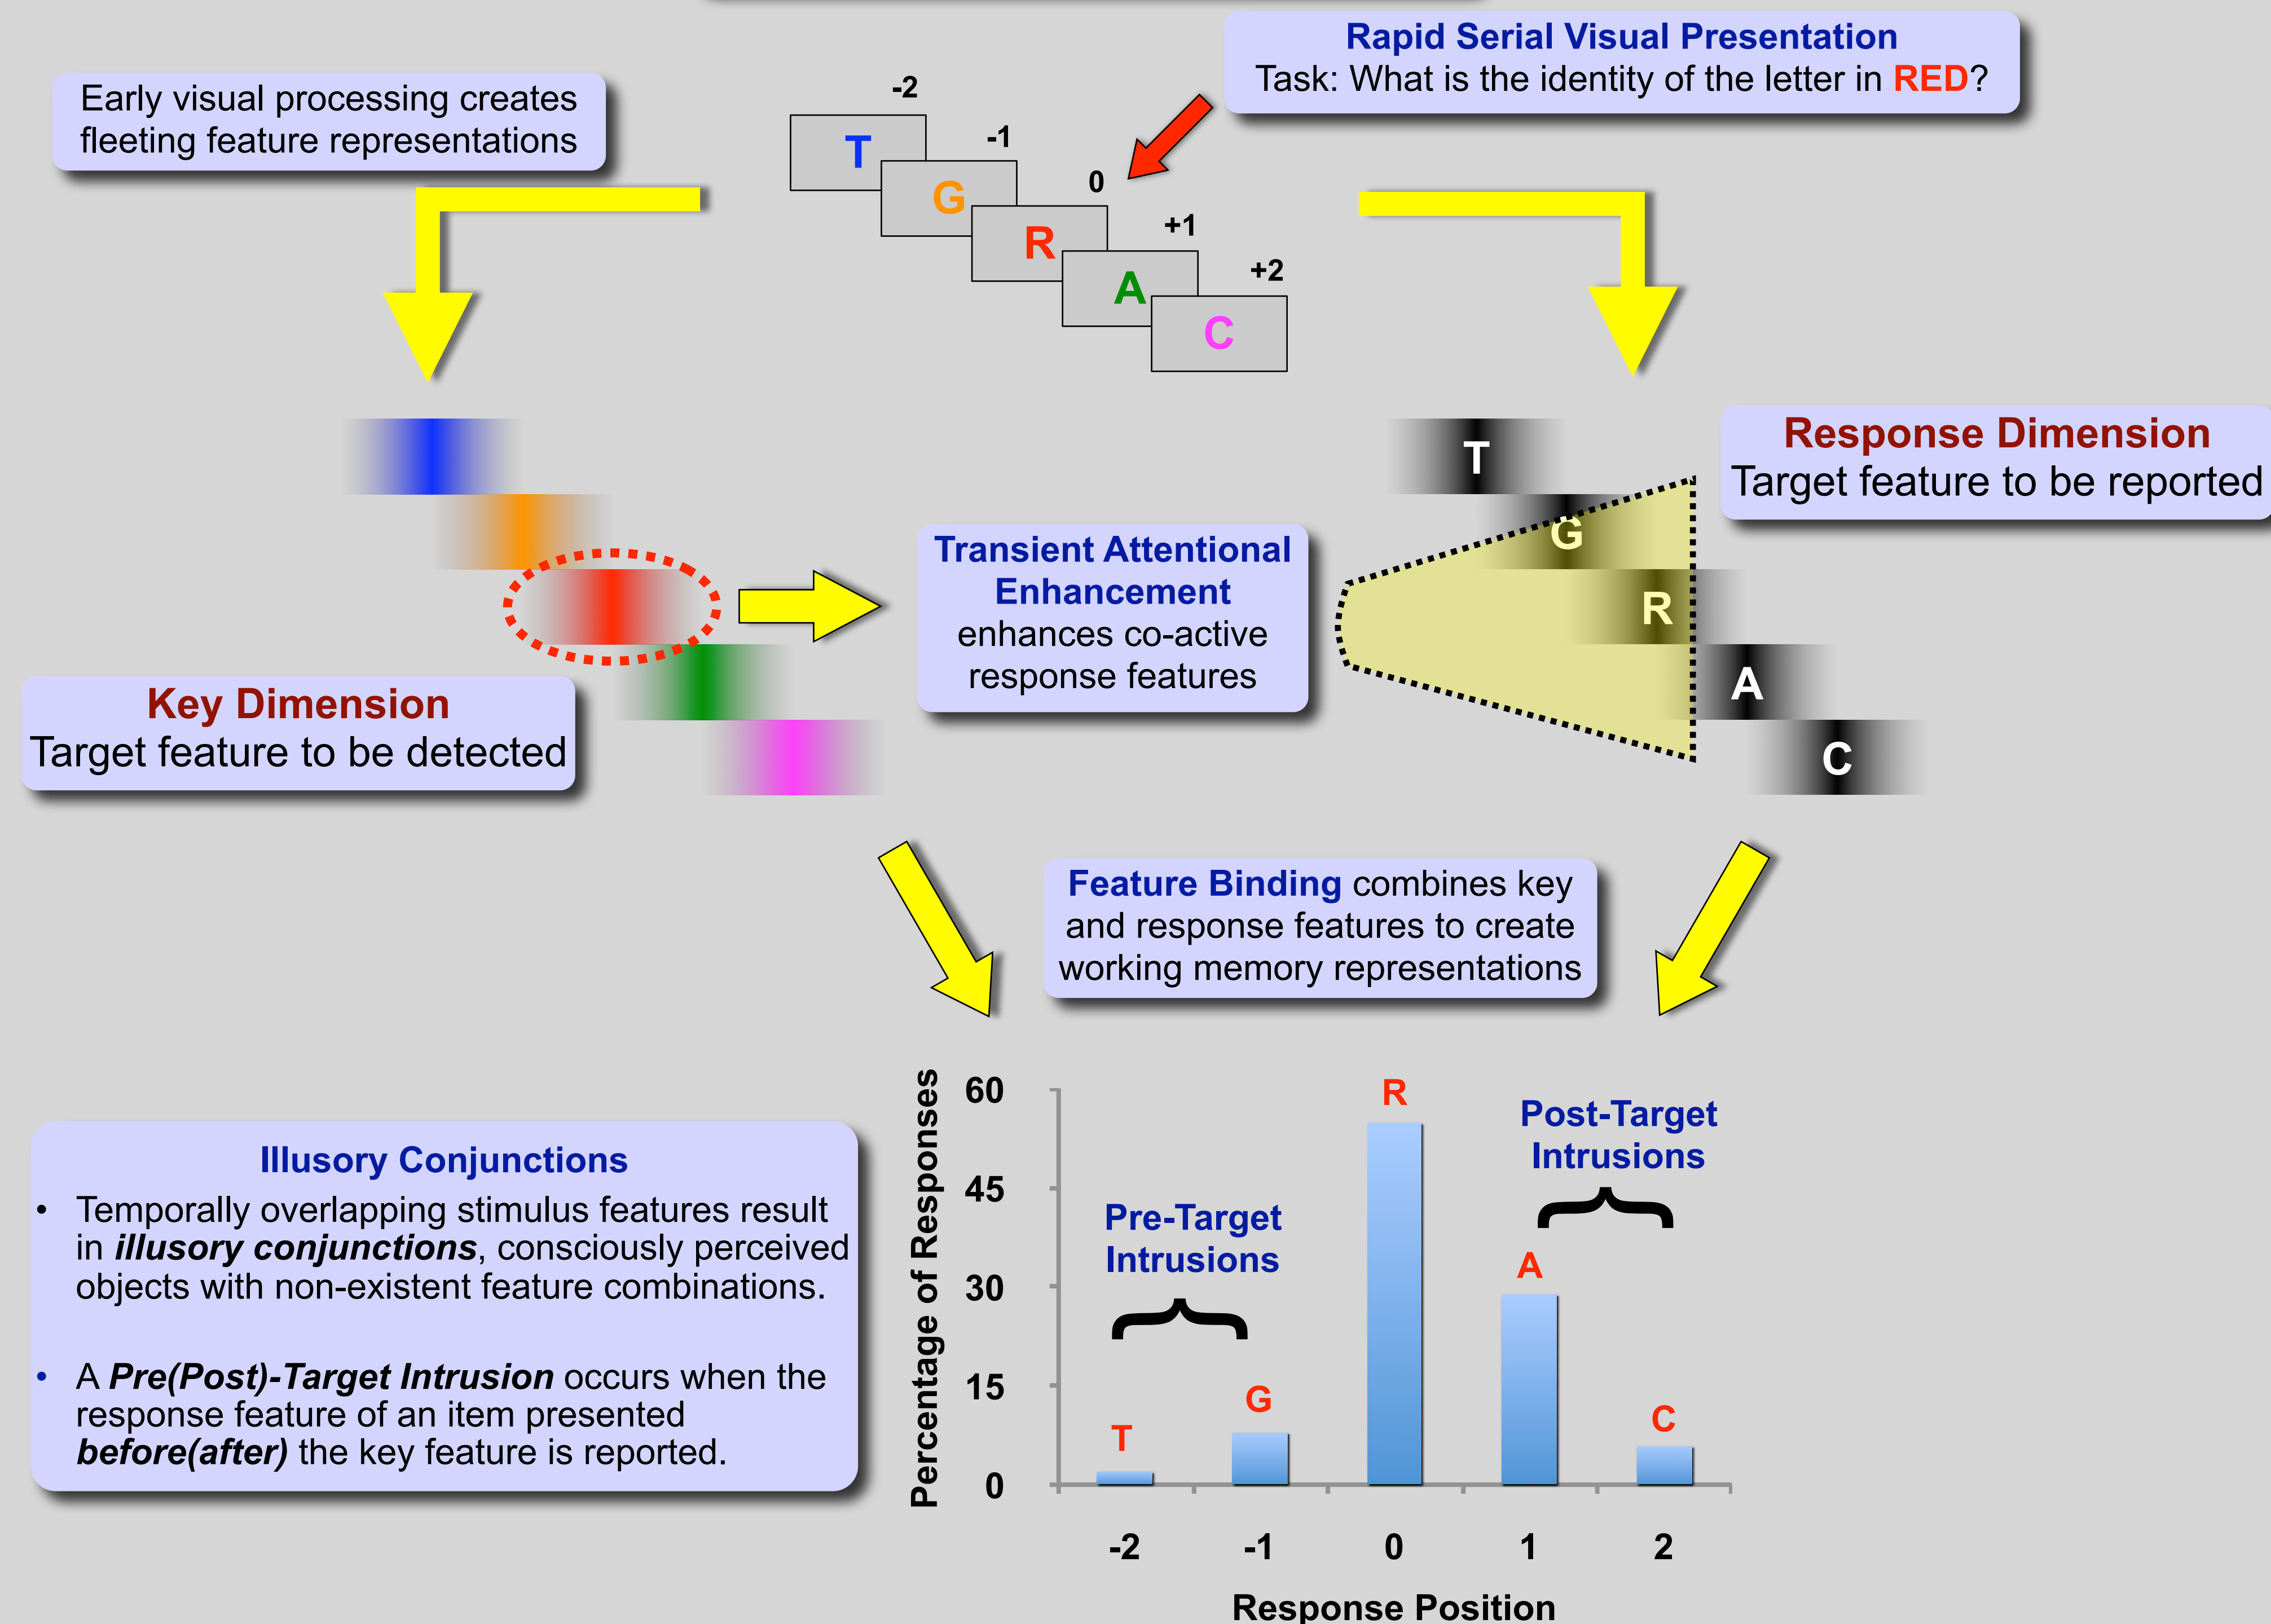 Rapid Serial Visual Presentation
Task: What is the identity of the letter in RED?
Early visual processing creates
fleeting feature representations
-2
T
-1
G
0
R
+1
A
+2
C
Key Dimension
Target feature to be detected
Transient Attentional
Enhancement
enhances co-active
response features
T
G
R
A
C
Response Dimension
Target feature to be reported
Feature Binding combines key
and response features to create
working memory representations
Illusory Conjunctions
• Temporally overlapping stimulus features result
in illusory conjunctions, consciously perceived
objects with non-existent feature combinations.
• A Pre(Post)-Target Intrusion occurs when the
response feature of an item presented
before(after) the key feature is reported.
Percentage of Responses
60
45
30
15
0
Pre-Target
Intrusions
Post-Target
Intrusions
T
G
R
A
C
-2 -1 0 1 2
Response Position